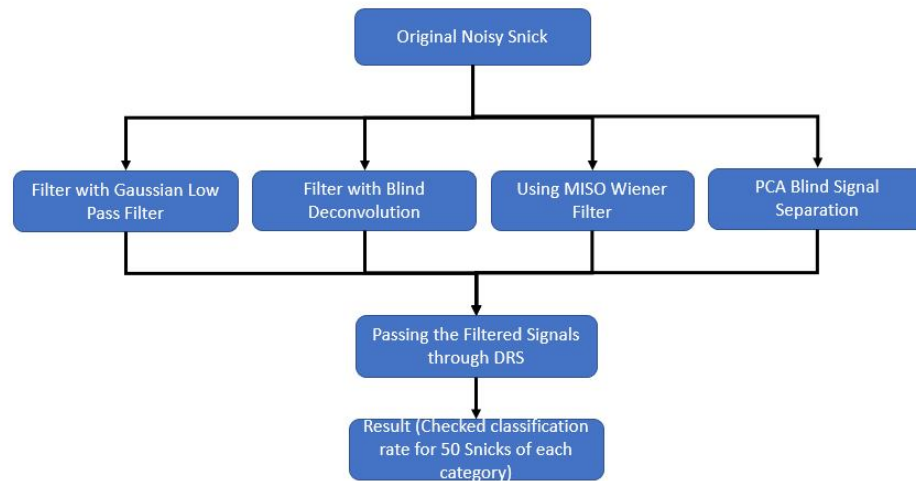 Original Noisy Snick
Filter with Gaussian Low
Pass Filter
Filter with Blind
Deconvolution
Using MISO Wiener
Filter
PCA Blind Signal
Separation
Passing the Filtered Signals
through DRS
Result (Checked classification
rate for 50 Snicks of each
category)